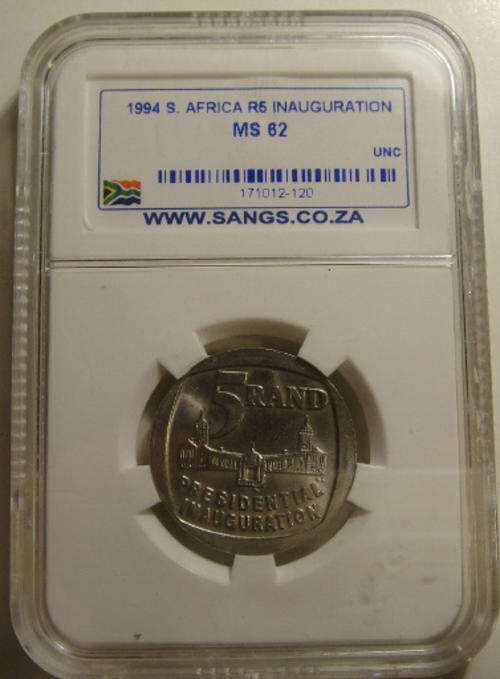 1994 S. AFRICA R5 INAUGURATION
MS 62
UNC
171012-120
WWW.SANGS.CO.ZA
5 RAND
PRESIDENTIAL
INAUGURATION